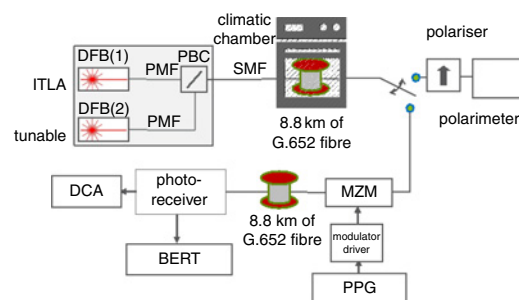 climatic
chamber
polariser
DFB(1)
PMF
PBC
SMF
ITLA
DFB(2)
tunable
PMF
8.8 km of
G.652 fibre
polarimeter
DCA
photo-
receiver
MZM
8.8 km of
G.652 fibre
modulator
driver
BERT
PPG